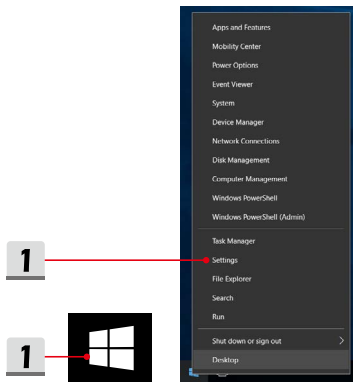 Apps and Features
Mobility Center
Power Options
Event Viewer
System
Device Manager
Network Connections
Disk Management
Computer Management
Windows PowerShell
Windows PowerShell (Admin)
Task Manager
1
Settings
File Explorer
Search
Run
Shut down or sign out
1
Desktop